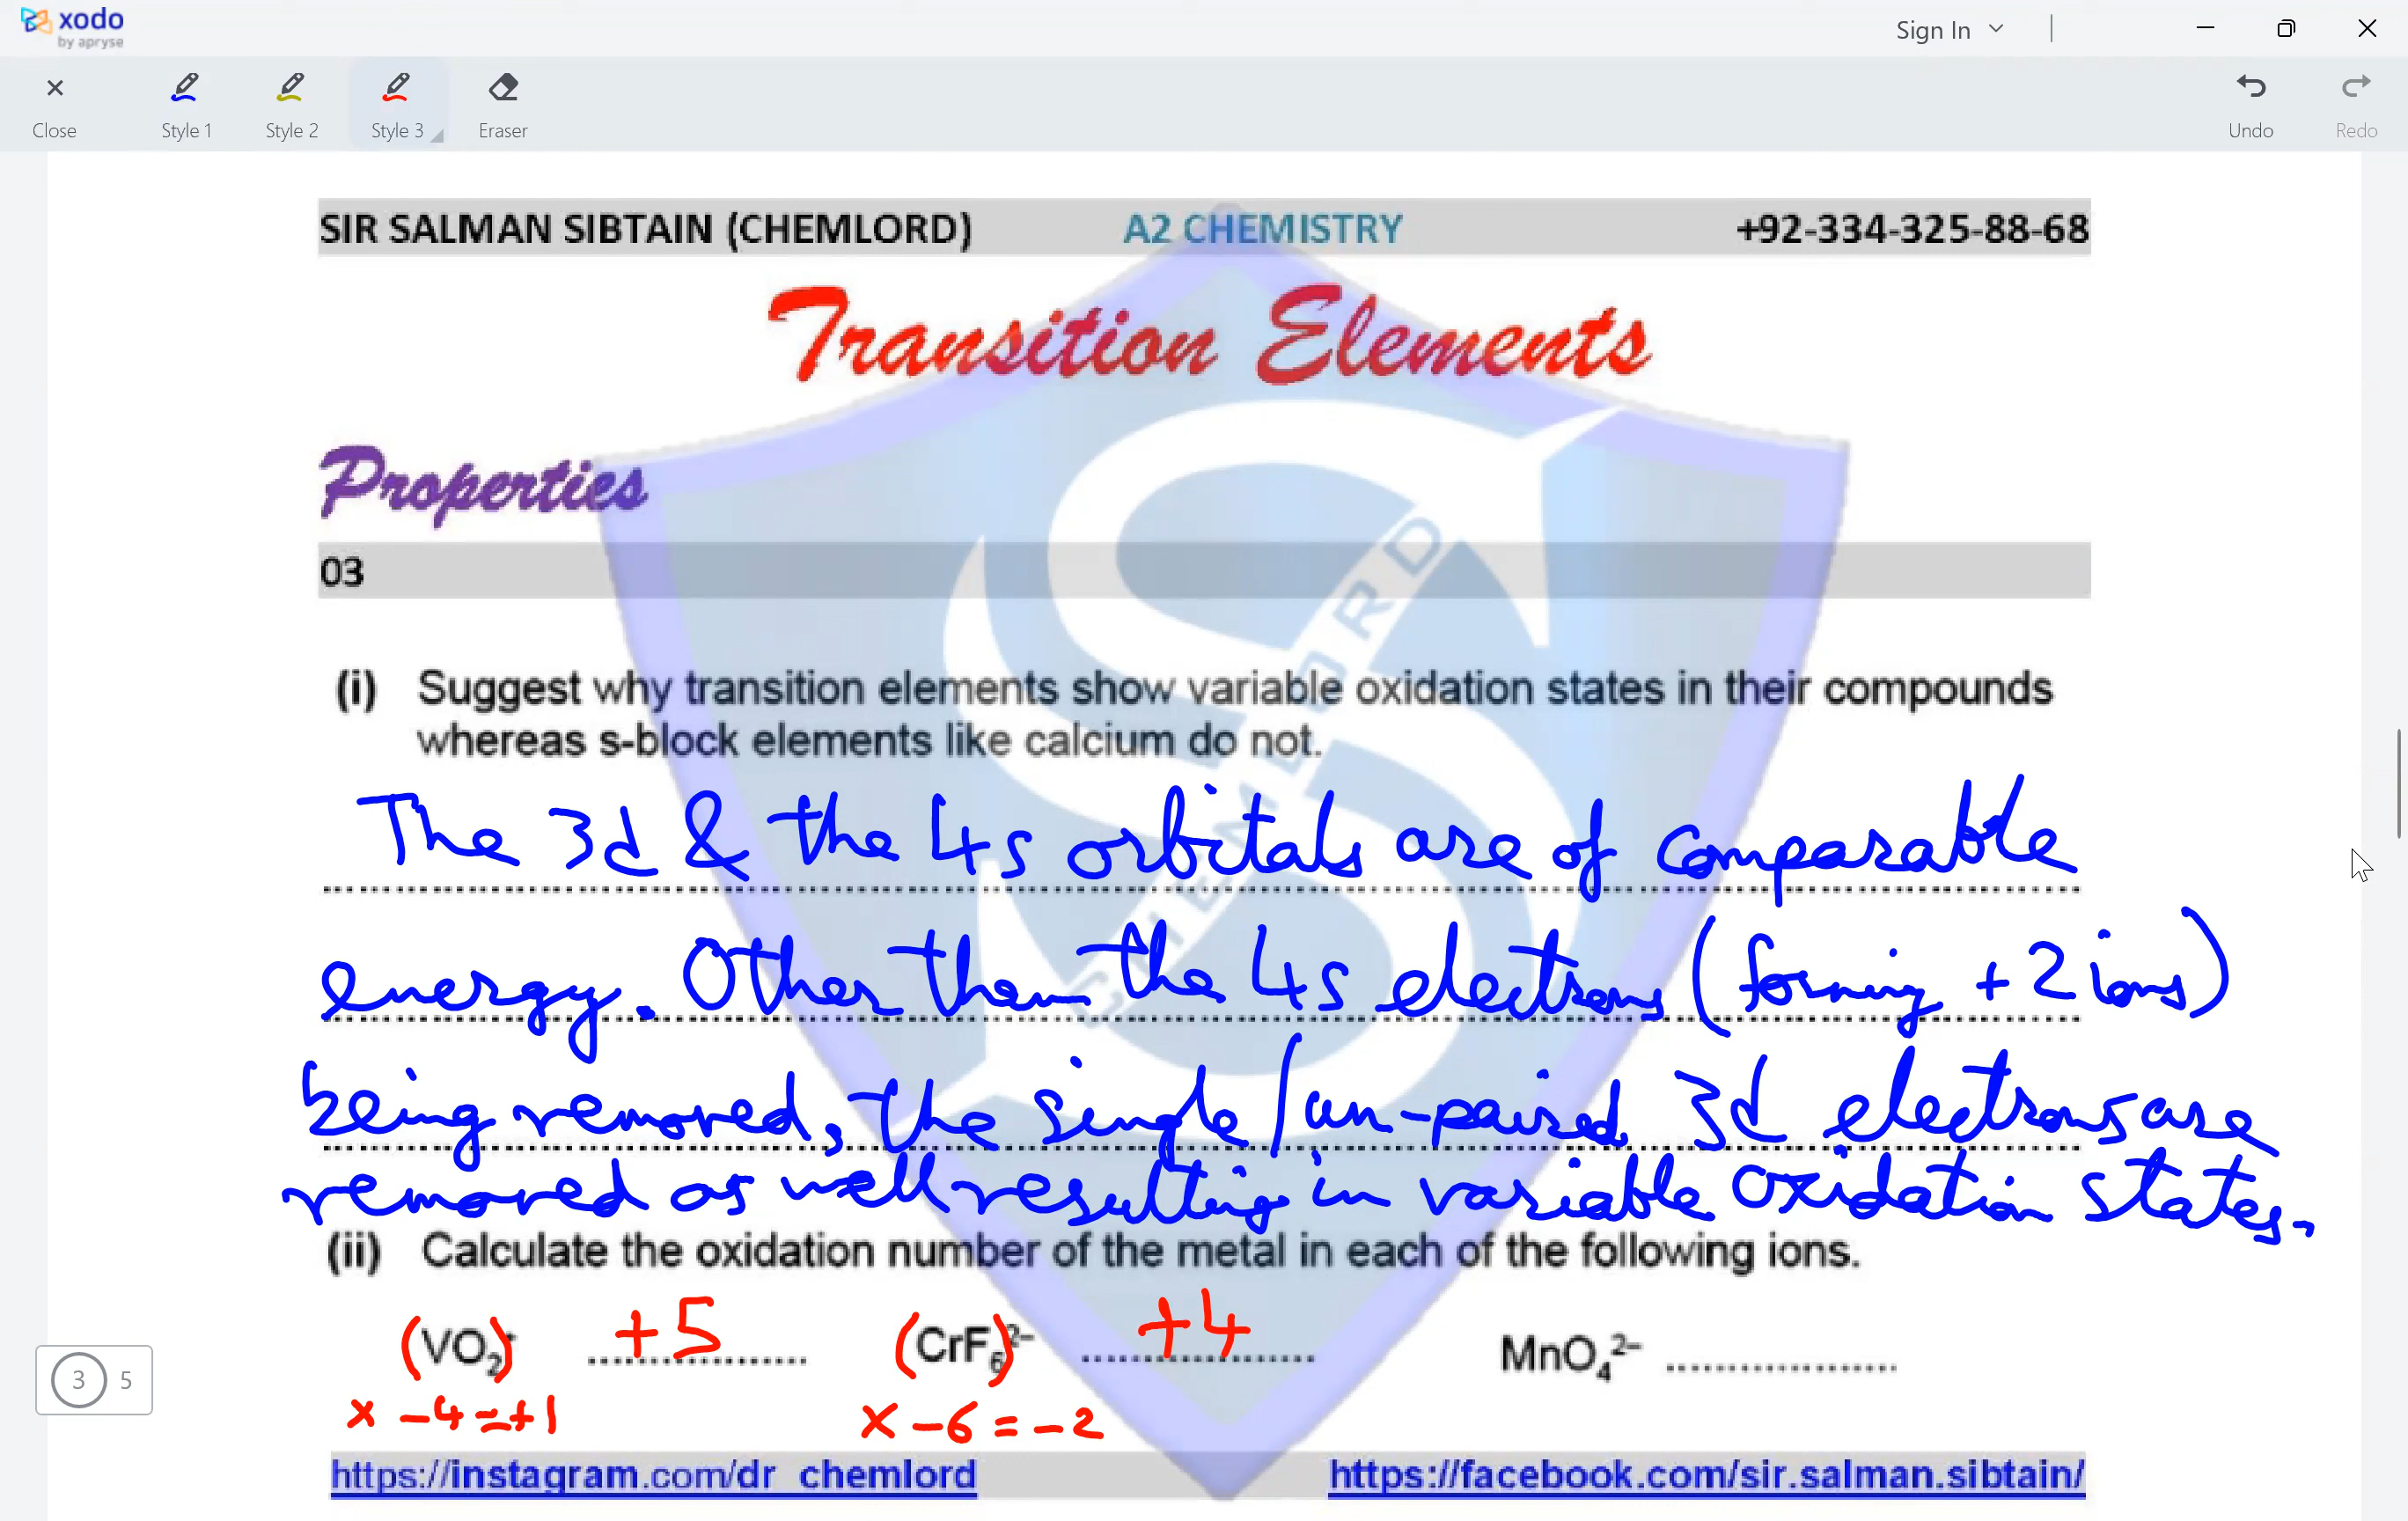 xodo
by apryse
Sign In
Close
Style 1
Style 2
Style 3
Eraser
Undo
Redo
SIR SALMAN SIBTAIN (CHEMLORD) A2 CHEMISTRY +92-334-325-88-68
Transition Elements
Properties
03
(i) Suggest why transition elements show variable oxidation states in their compounds
whereas s-block elements like calcium do not.
The 3d & the 4s orbitals are of comparable
energy. Other than the 4s electrons (forming +2 ions)
being removed, the single/un-paired 3d electrons are
removed as well resulting in variable oxidation states.
(ii) Calculate the oxidation number of the metal in each of the following ions.
(VO₂)⁺ +5 (CrF₆)²⁻ +4 MnO₄²⁻
x -4 = +1 x -6 = -2
3 5
https://instagram.com/dr_chemlord https://facebook.com/sir.salman.sibtain/
CHEMLORD